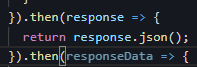 }).then(response => {
return response.json();
}).then(responseData => {